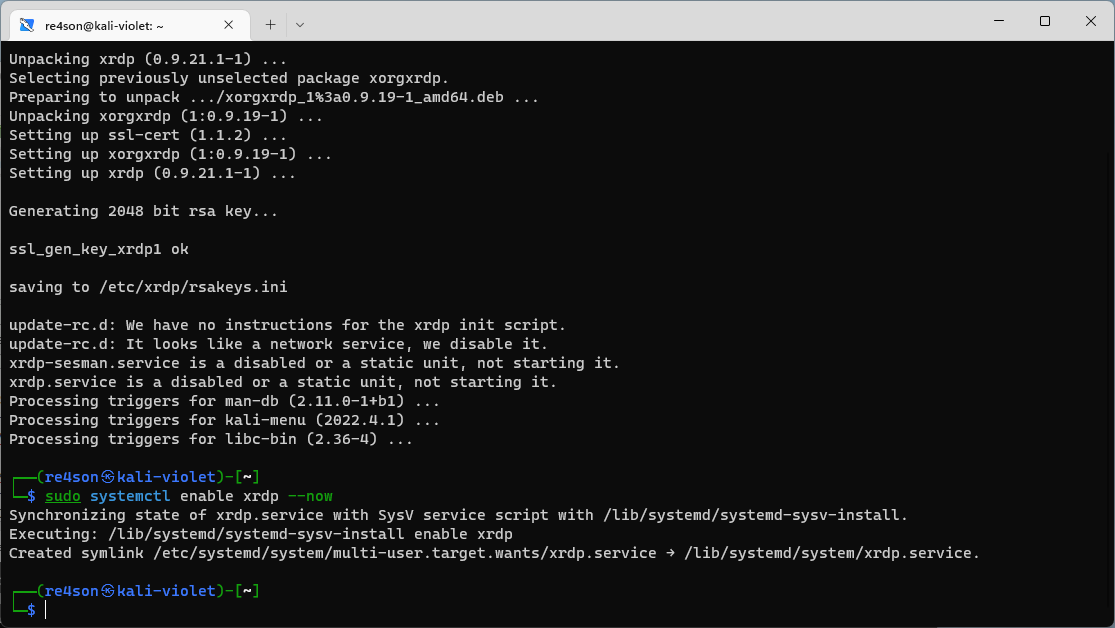 re4son@kali-violet: ~
Unpacking xrdp (0.9.21.1-1) ...
Selecting previously unselected package xorgxrdp.
Preparing to unpack .../xorgxrdp_1%3a0.9.19-1_amd64.deb ...
Unpacking xorgxrdp (1:0.9.19-1) ...
Setting up ssl-cert (1.1.2) ...
Setting up xorgxrdp (1:0.9.19-1) ...
Setting up xrdp (0.9.21.1-1) ...
Generating 2048 bit rsa key...
ssl_gen_key_xrdp1 ok
saving to /etc/xrdp/rsakeys.ini
update-rc.d: We have no instructions for the xrdp init script.
update-rc.d: It looks like a network service, we disable it.
xrdp-sesman.service is a disabled or a static unit, not starting it.
xrdp.service is a disabled or a static unit, not starting it.
Processing triggers for man-db (2.11.0-1+b1) ...
Processing triggers for kali-menu (2022.4.1) ...
Processing triggers for libc-bin (2.36-4) ...
┌──(re4son㉿kali-violet)-[~]
└─$ sudo systemctl enable xrdp --now
Synchronizing state of xrdp.service with SysV service script with /lib/systemd/systemd-sysv-install.
Executing: /lib/systemd/systemd-sysv-install enable xrdp
Created symlink /etc/systemd/system/multi-user.target.wants/xrdp.service → /lib/systemd/system/xrdp.service.
┌──(re4son㉿kali-violet)-[~]
└─$